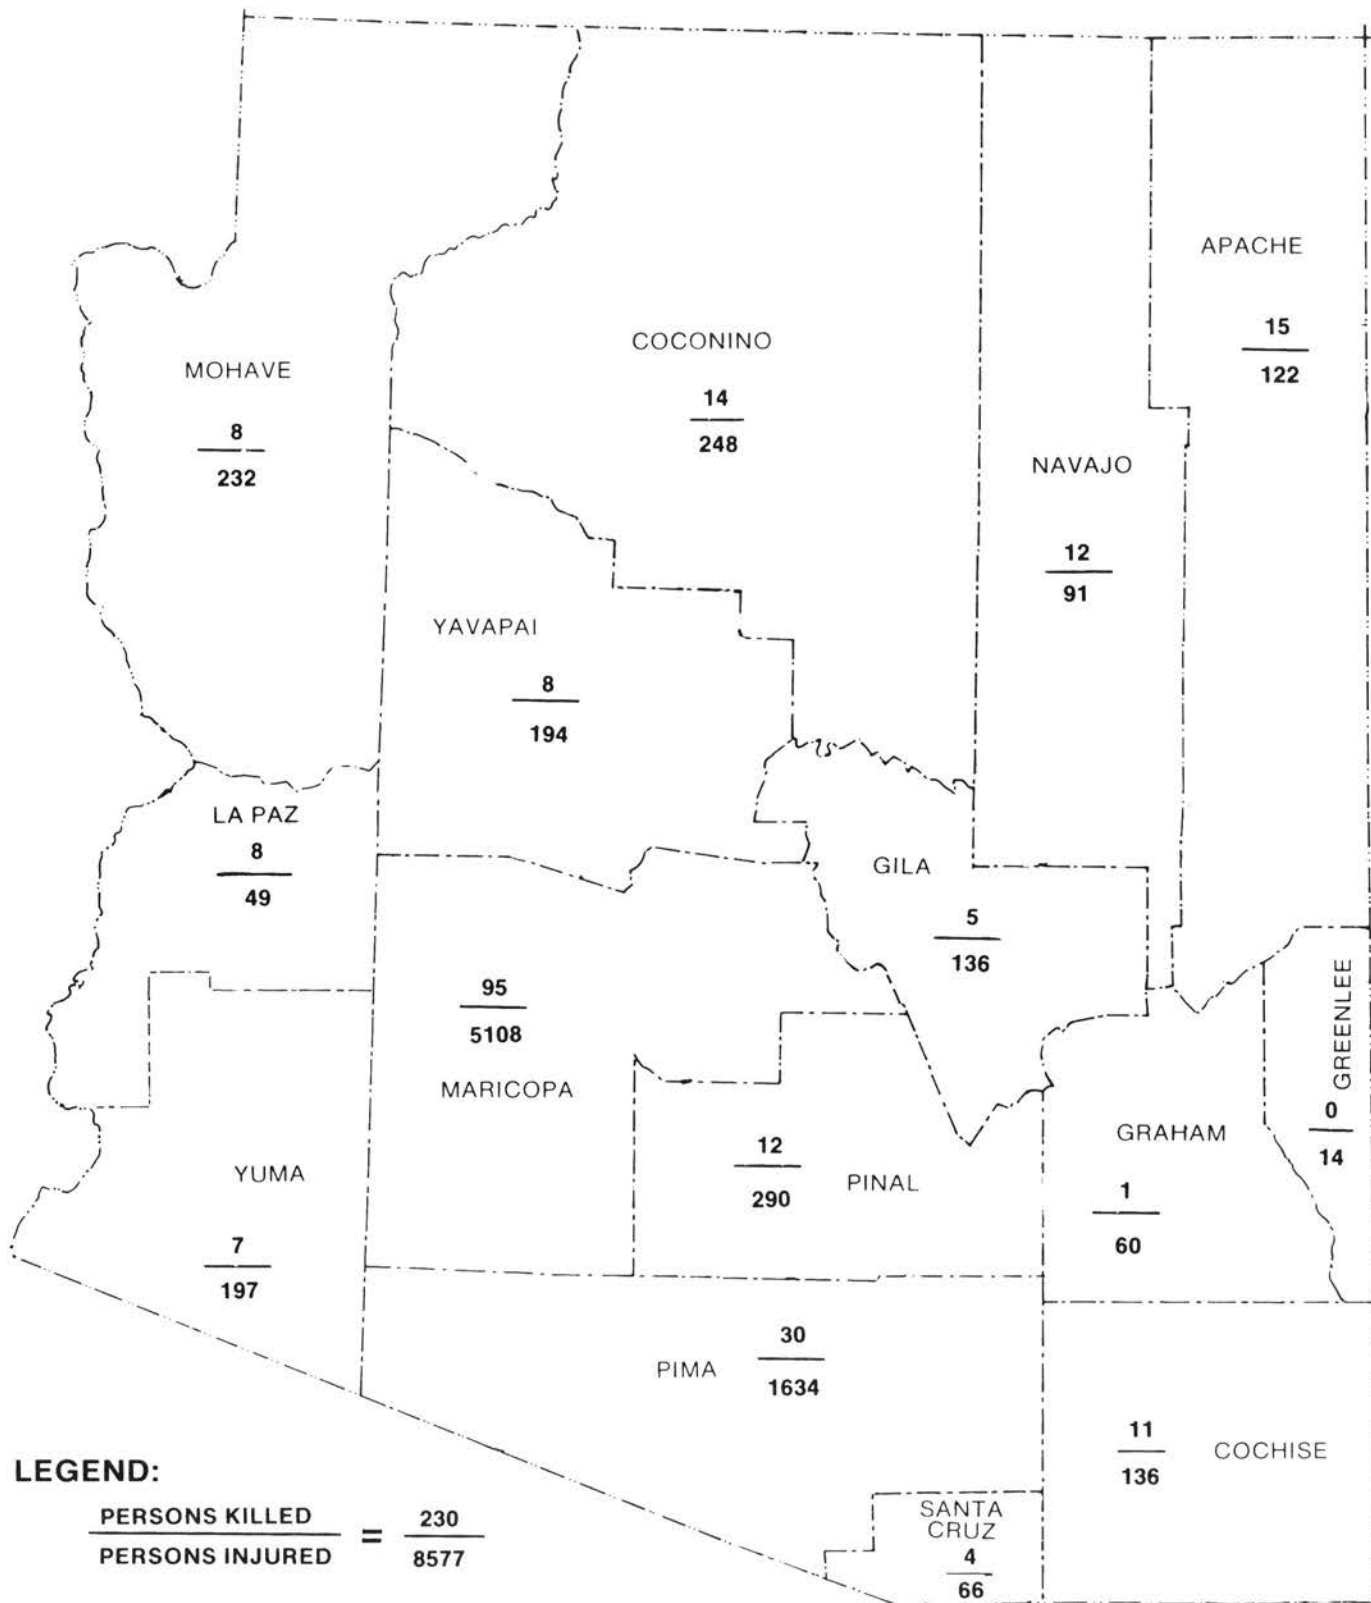 APACHE
15
122
COCONINO
14
248
MOHAVE
8
232
NAVAJO
12
91
YAVAPAI
8
194
LA PAZ
8
49
GILA
5
136
95
5108
MARICOPA
GREENLEE
0
14
GRAHAM
1
60
12
290
PINAL
YUMA
7
197
30
PIMA
1634
11
136
COCHISE
SANTA
CRUZ
4
66
LEGEND:
PERSONS KILLED
PERSONS INJURED
=
230
8577